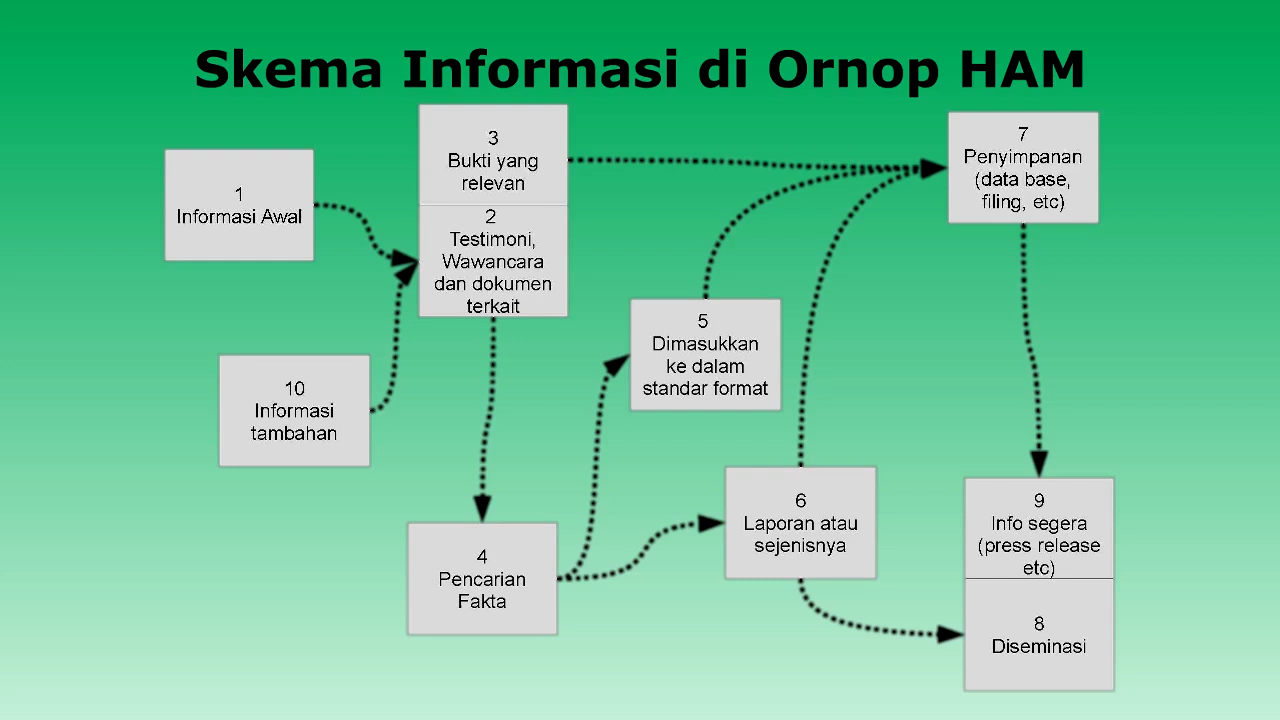 Skema Informasi di Ornop HAM
1
Informasi Awal
3
Bukti yang
relevan
2
Testimoni,
Wawancara
dan dokumen
terkait
7
Penyimpanan
(data base,
filing, etc)
10
Informasi
tambahan
5
Dimasukkan
ke dalam
standar format
4
Pencarian
Fakta
6
Laporan atau
sejenisnya
9
Info segera
(press release
etc)
8
Diseminasi